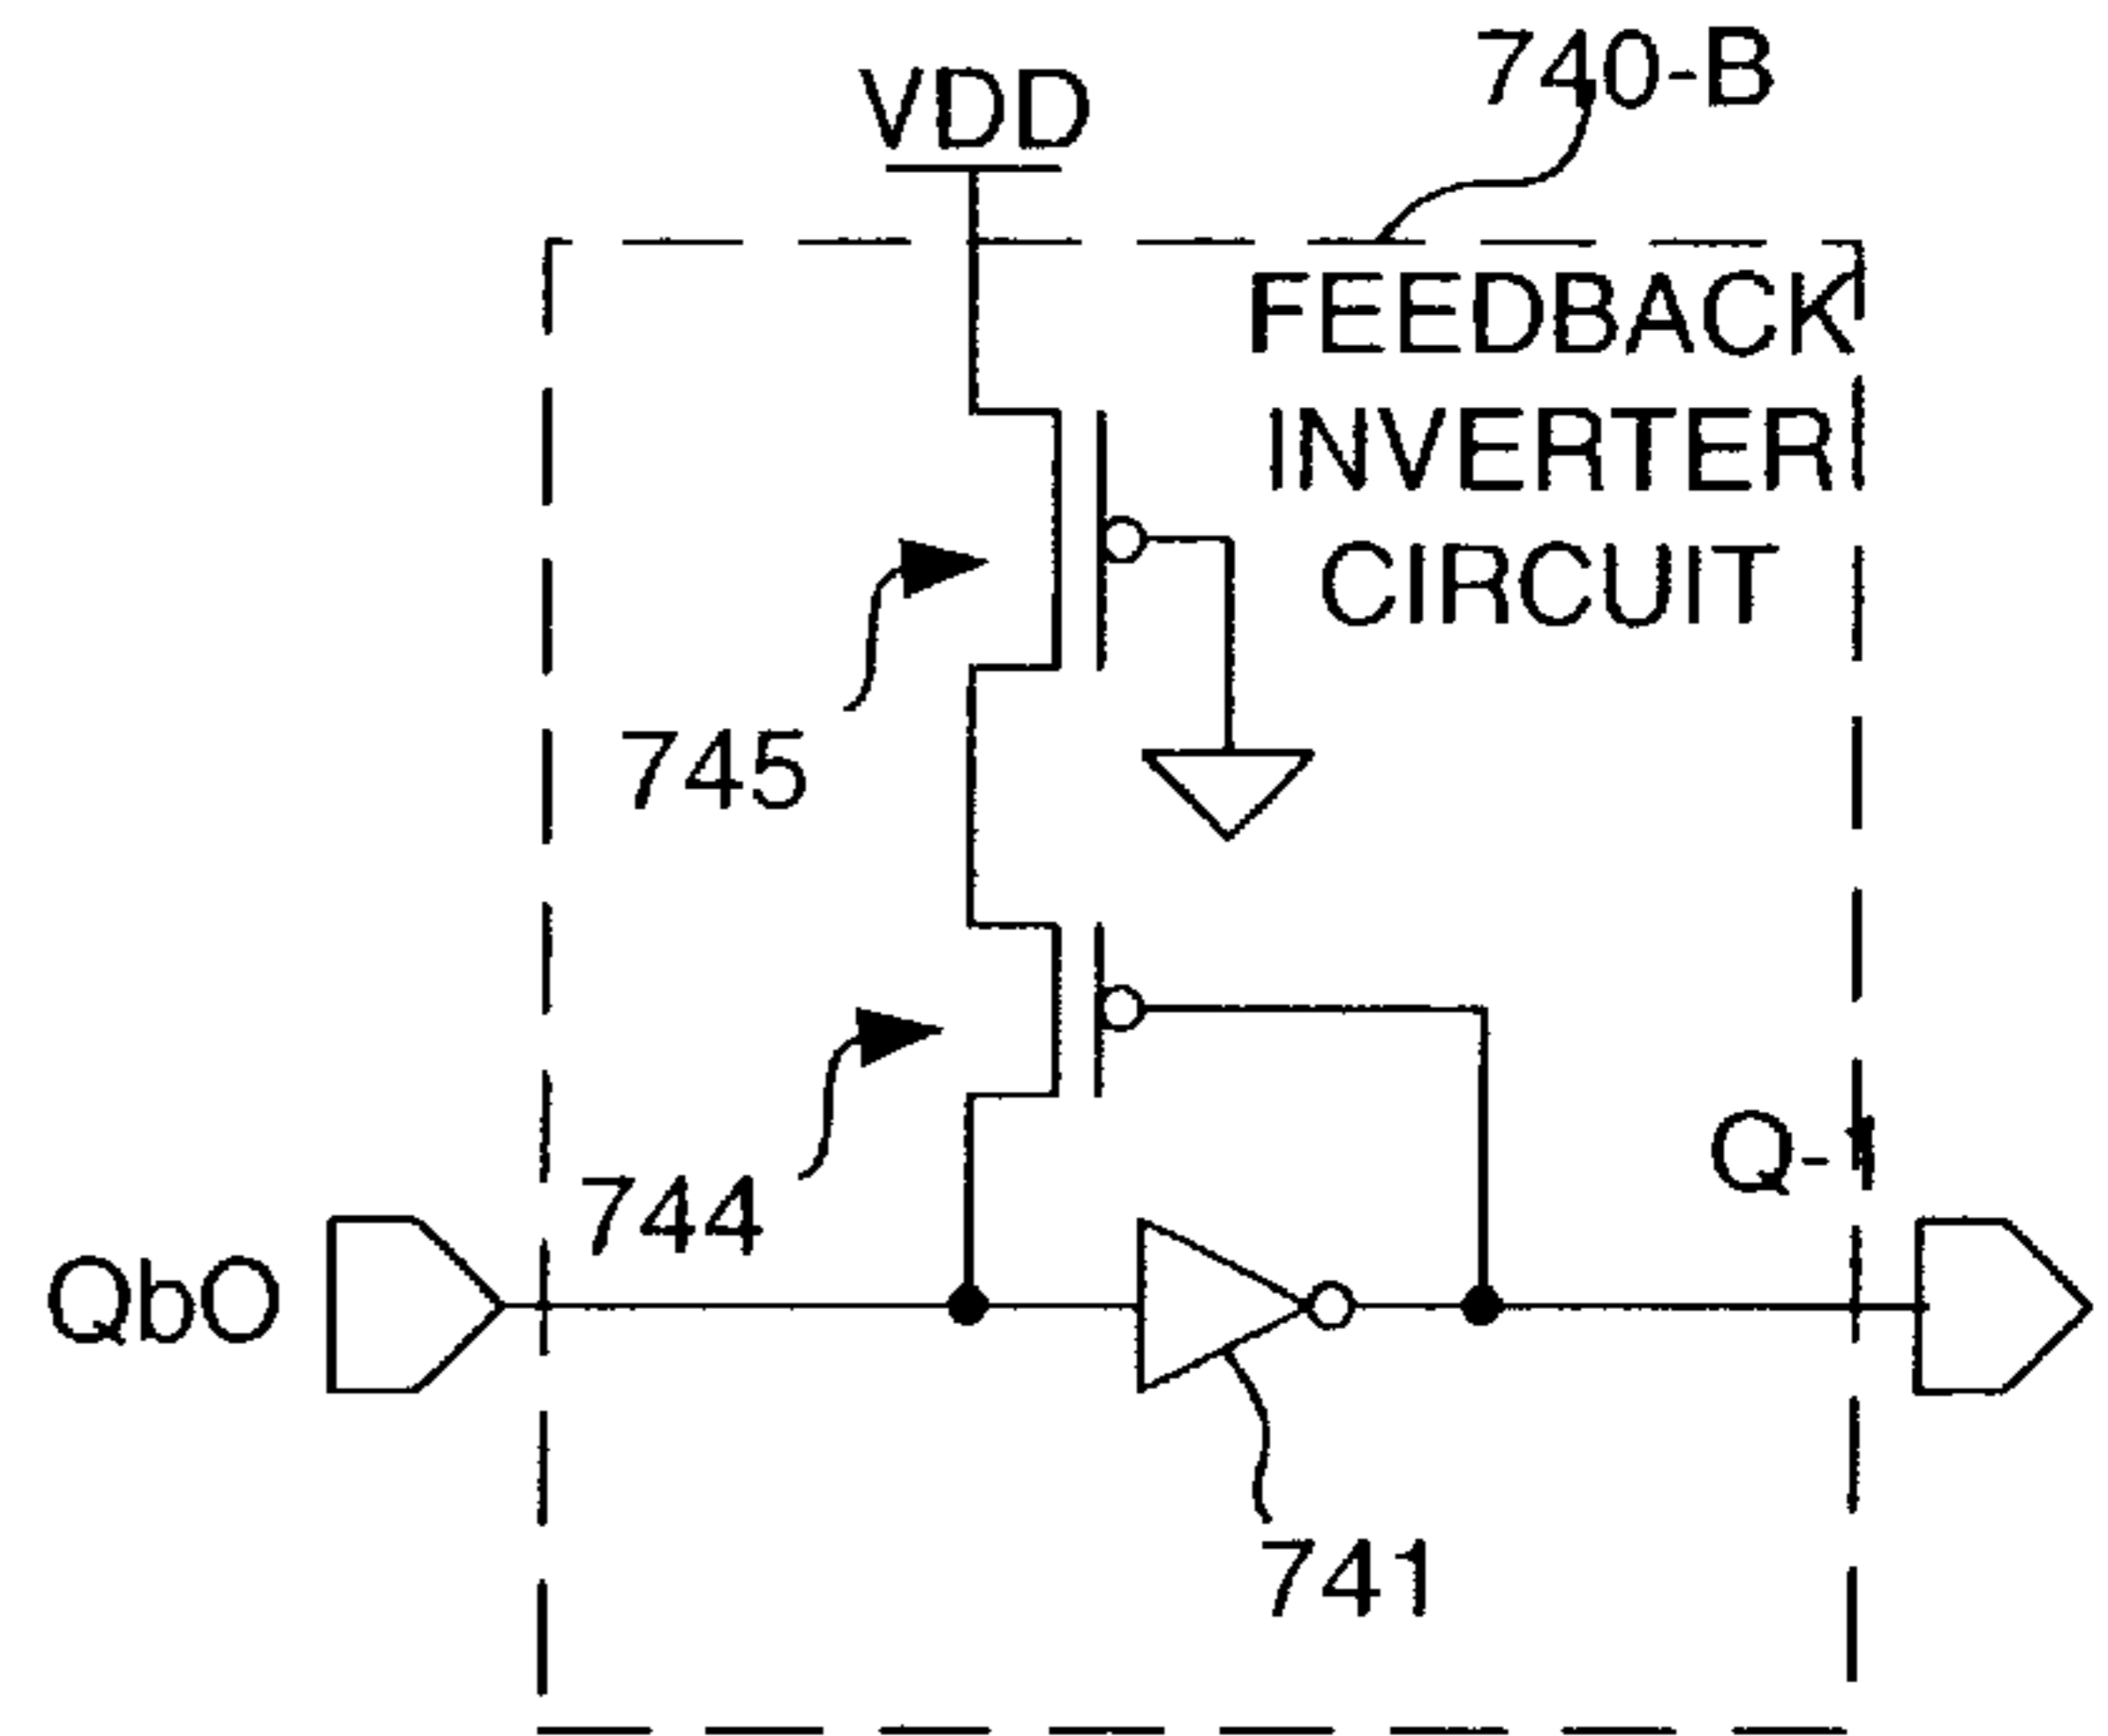 740-B
VDD
FEEDBACK
INVERTER
CIRCUIT
745
744
Q-1
QbO
741